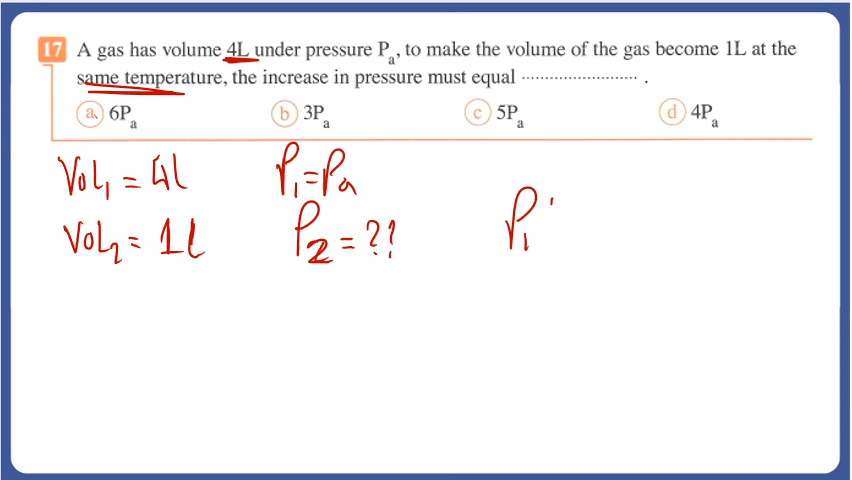 17 A gas has volume 4L under pressure Pa, to make the volume of the gas become 1L at the
same temperature, the increase in pressure must equal ........................ .
a 6Pa b 3Pa c 5Pa d 4Pa
Vol1 = 4L P1 = Pa
Vol2 = 1L P2 = ?? P1